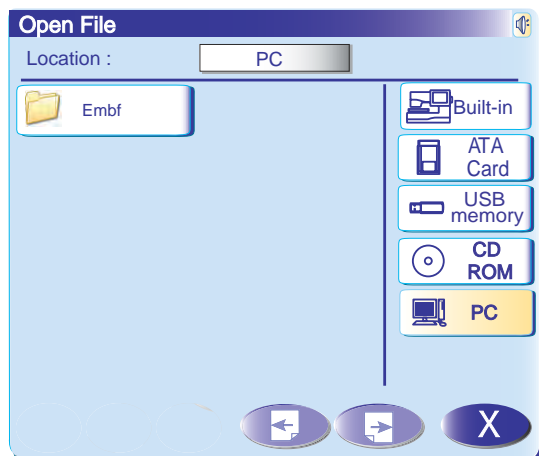 Open File
Location :
PC
Embf
Built-in
ATA
Card
USB
memory
CD
ROM
PC
X